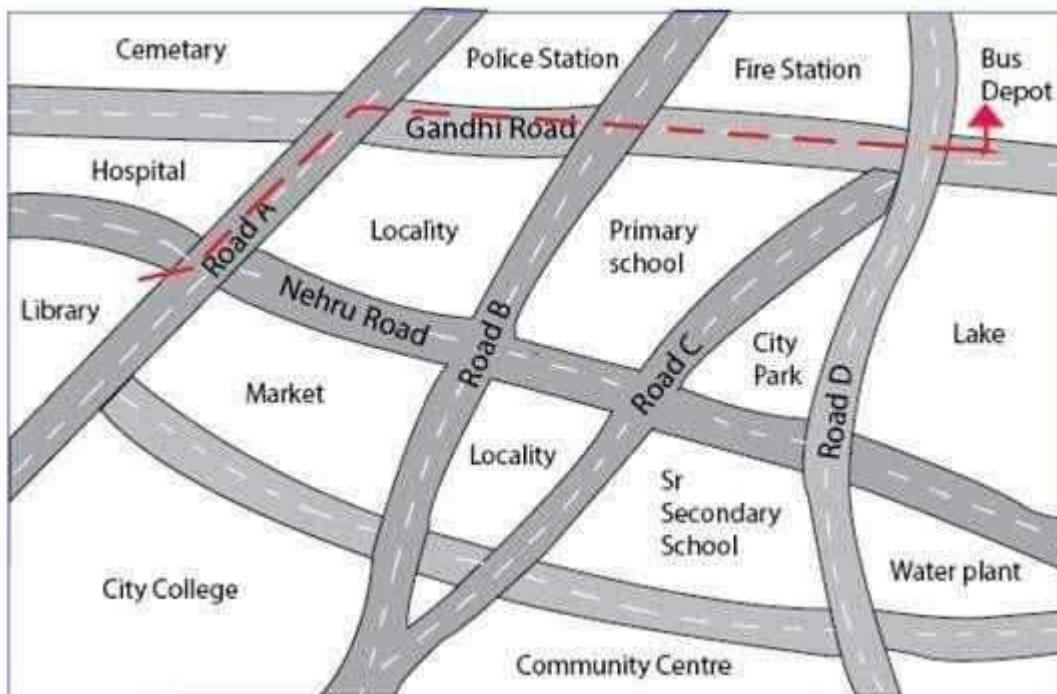 Cemetary
Police Station
Fire Station
Bus
Depot
Gandhi Road
Hospital
Road A
Locality
Primary
school
Library
Nehru Road
Road B
Road C
City
Park
Road D
Lake
Market
Locality
Sr
Secondary
School
City College
Water plant
Community Centre